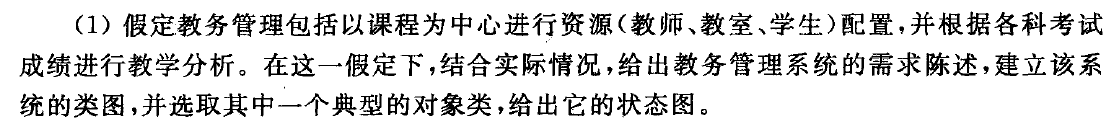 (1) 假定教务管理包括以课程为中心进行资源(教师、教室、学生)配置,并根据各科考试
成绩进行教学分析。在这一假定下,结合实际情况,给出教务管理系统的需求陈述,建立该系
统的类图,并选取其中一个典型的对象类,给出它的状态图。